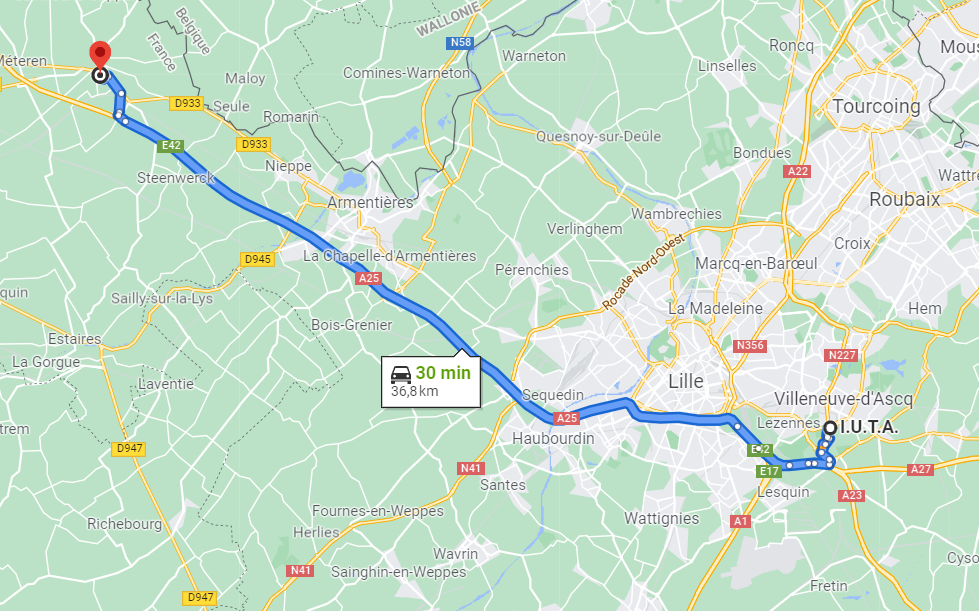 WALLONIE
Belgique
France
N58
Warneton
Roncq
Mous
Méteren
Maloy
Comines-Warneton
Linselles
D933
Seule
Romarin
Tourcoing
D933
Quesnoy-sur-Deûle
E42
Nieppe
Bondues
A22
Wattre
Steenwerck
Armentières
Roubaix
Wambrechies
Verlinghem
Croix
D945
La Chapelle-d'Armentières
Rocade Nord-Ouest
Marcq-en-Barœul
A25
Pérenchies
quin
Sailly-sur-la-Lys
La Madeleine
Hem
Bois-Grenier
Estaires
N356
N227
La Gorgue
30 min
36,8 km
Laventie
Lille
Sequedin
Villeneuve-d'Ascq
A25
Lezennes
I.U.T.A.
trem
Haubourdin
D947
N41
E17
A27
Santes
Lesquin
A23
Fournes-en-Weppes
Wattignies
A1
Richebourg
Herlies
Wavrin
Cyso
N41
Sainghin-en-Weppes
Fretin
D947